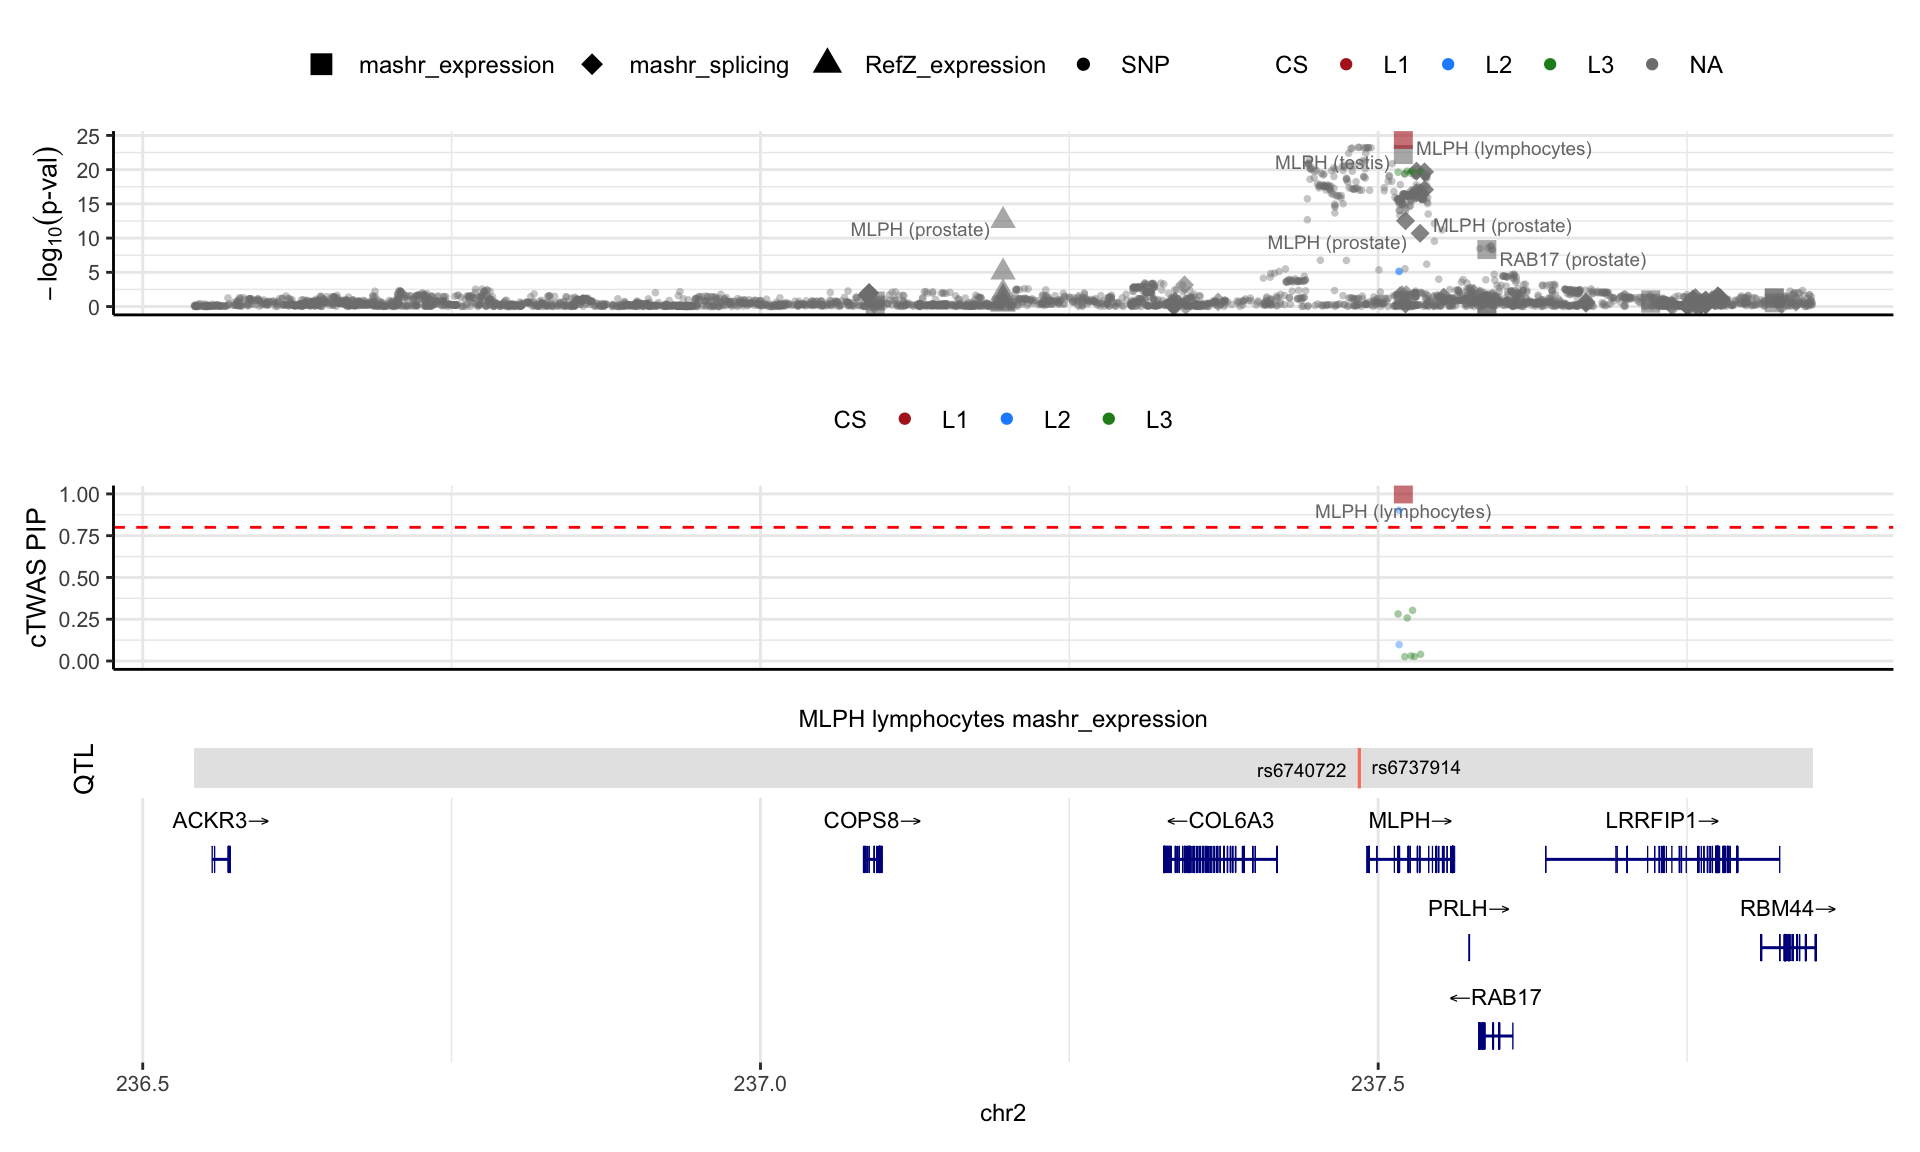 mashr_expression mashr_splicing RefZ_expression SNP CS L1 L2 L3 NA
−log10(p-val)
25
20
15
10
5
0
MLPH (lymphocytes)
MLPH (testis)
MLPH (prostate)
MLPH (prostate)
MLPH (prostate)
RAB17 (prostate)
CS L1 L2 L3
cTWAS PIP
1.00
0.75
0.50
0.25
0.00
MLPH (lymphocytes)
MLPH lymphocytes mashr_expression
QTL
rs6740722 rs6737914
ACKR3→ COPS8→ ←COL6A3 MLPH→ LRRFIP1→
PRLH→ RBM44→
←RAB17
236.5 237.0 237.5
chr2